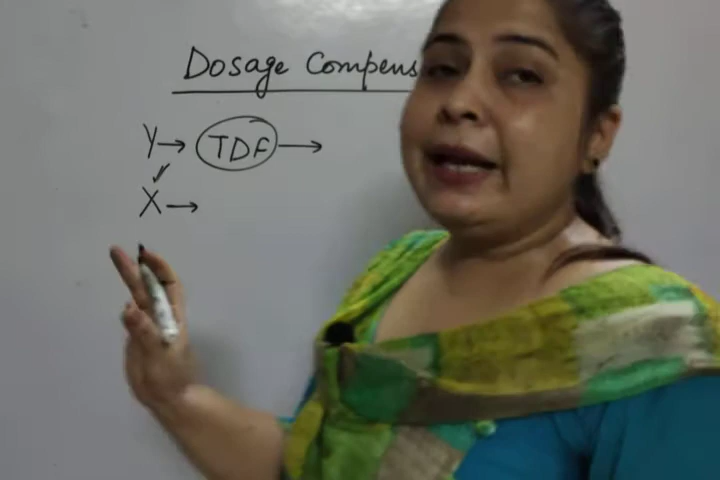 Dosage Compens
Y → TDF →
X →